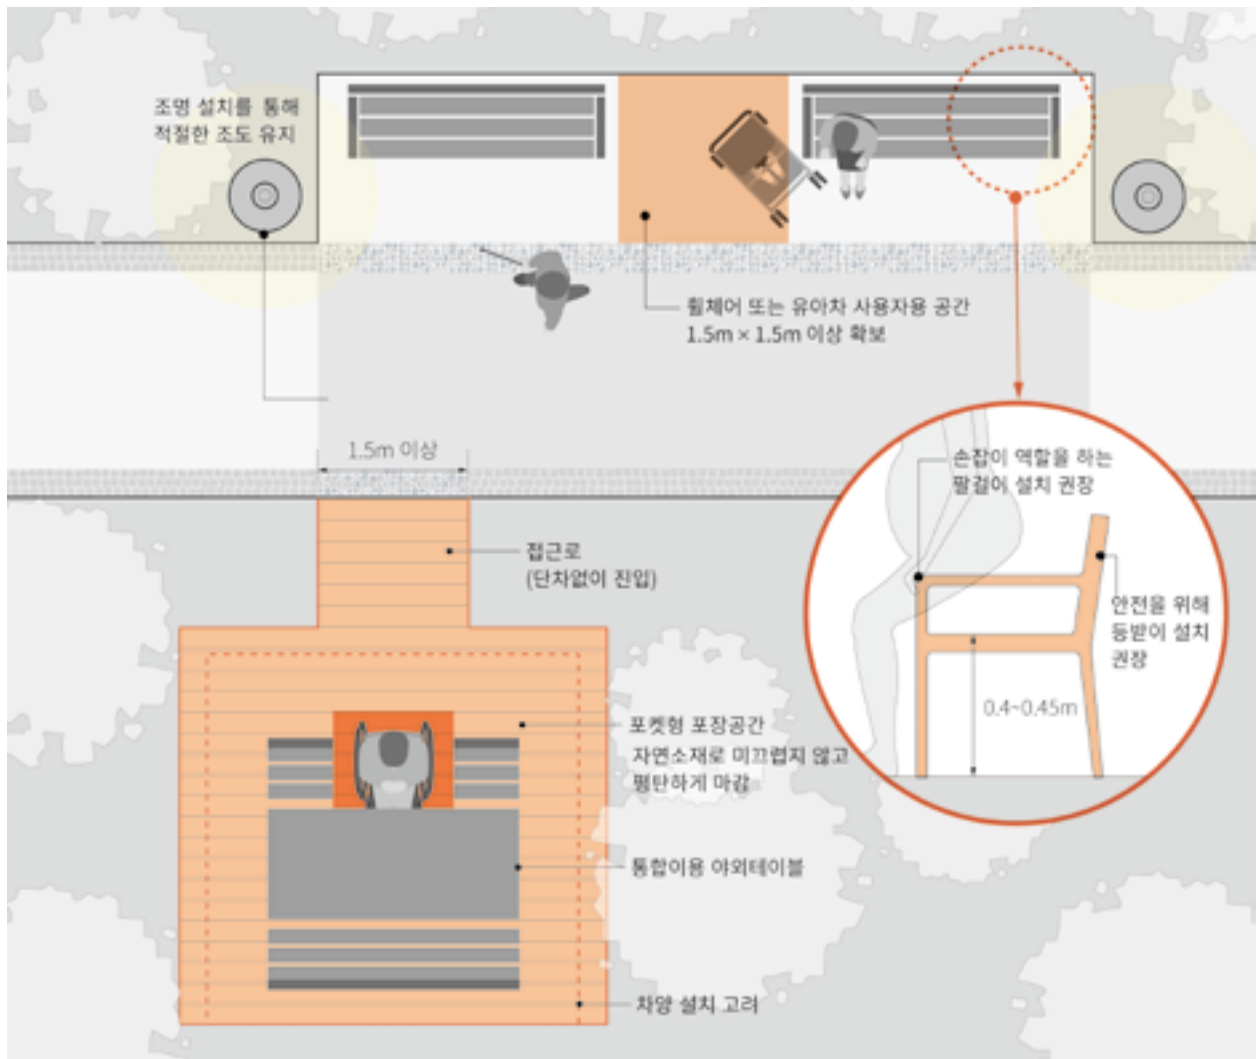 조명 설치를 통해
적절한 조도 유지
휠체어 또는 유아차 사용자용 공간
1.5m × 1.5m 이상 확보
1.5m 이상
손잡이 역할을 하는
팔걸이 설치 권장
안전을 위해
등받이 설치
권장
0.4~0.45m
접근로
(단차없이 진입)
포켓형 포장공간
자연소재로 미끄럽지 않고
평탄하게 마감
통합이용 야외테이블
차양 설치 고려